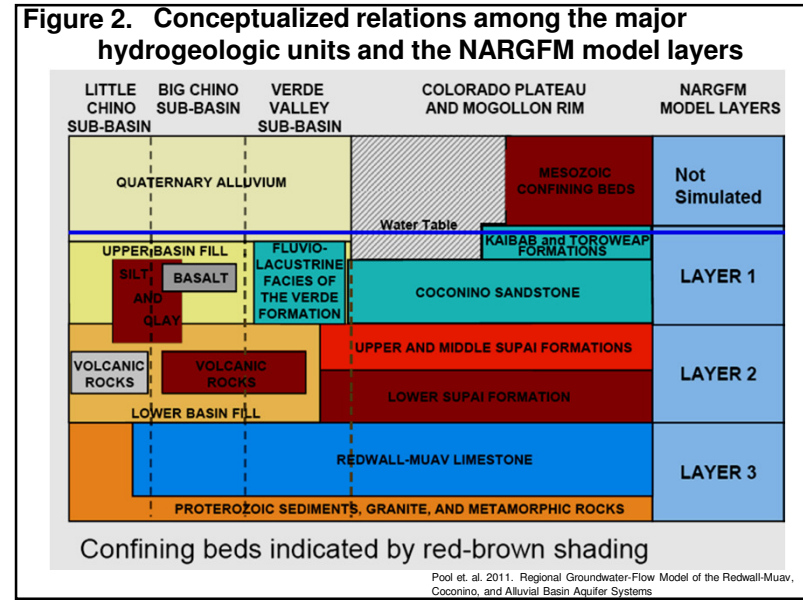 Figure 2. Conceptualized relations among the major
hydrogeologic units and the NARGFM model layers
LITTLE
CHINO
SUB-BASIN
BIG CHINO
SUB-BASIN
VERDE
VALLEY
SUB-BASIN
COLORADO PLATEAU
AND MOGOLLON RIM
NARGFM
MODEL LAYERS
QUATERNARY ALLUVIUM
MESOZOIC
CONFINING BEDS
Not
Simulated
Water Table
UPPER BASIN FILL
FLUVIO-
LACUSTRINE
FACIES OF
THE VERDE
FORMATION
KAIBAB and TOROWEAP
FORMATIONS
SILT
AND
CLAY
BASALT
COCONINO SANDSTONE
LAYER 1
UPPER AND MIDDLE SUPAI FORMATIONS
VOLCANIC
ROCKS
VOLCANIC
ROCKS
LOWER SUPAI FORMATION
LAYER 2
LOWER BASIN FILL
REDWALL-MUAV LIMESTONE
LAYER 3
PROTEROZOIC SEDIMENTS, GRANITE, AND METAMORPHIC ROCKS
Confining beds indicated by red-brown shading
Pool et. al. 2011. Regional Groundwater-Flow Model of the Redwall-Muav,
Coconino, and Alluvial Basin Aquifer Systems